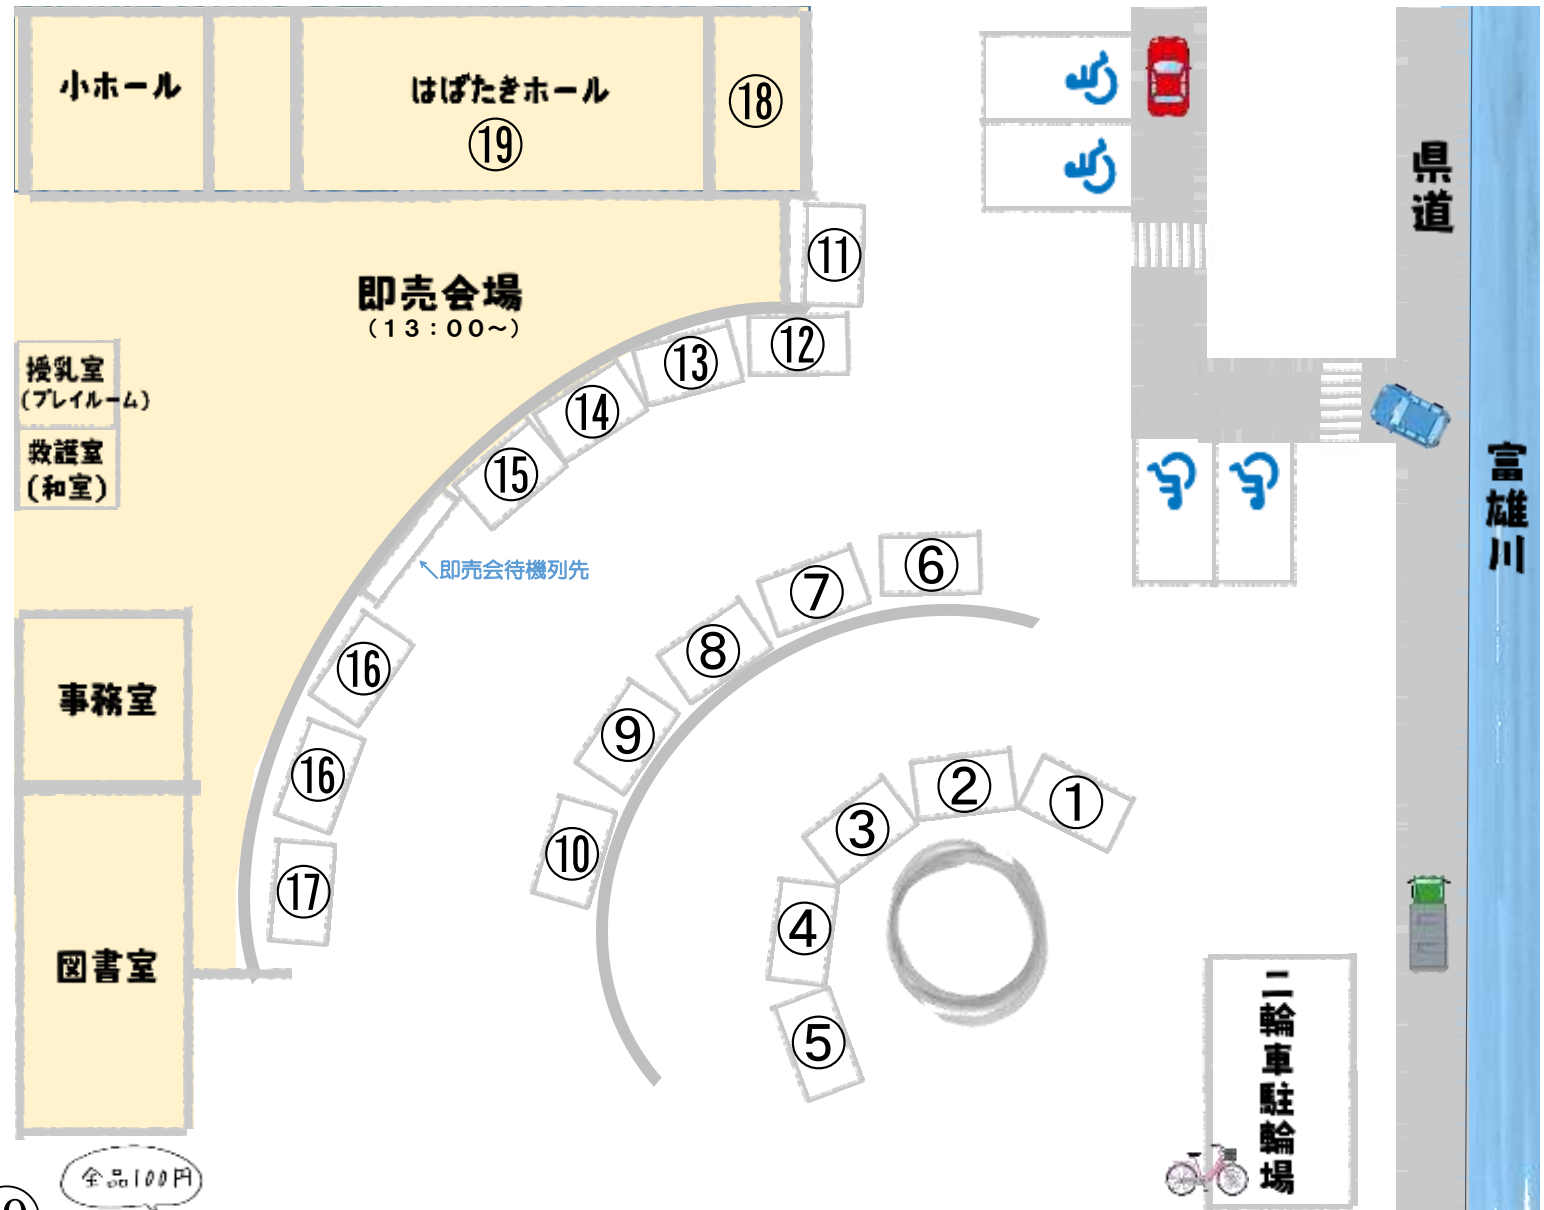 小ホール
はばたきホール
⑱
⑲
県道
即売会場
(13:00~)
⑪
⑫
⑬
⑭
⑮
授乳室
(プレイルーム)
救護室
(和室)
↖即売会待機列先
富雄川
⑥
⑦
⑧
⑨
⑩
⑯
⑯
⑰
事務室
図書室
①
②
③
④
⑤
二輪車駐輪場
全品100円